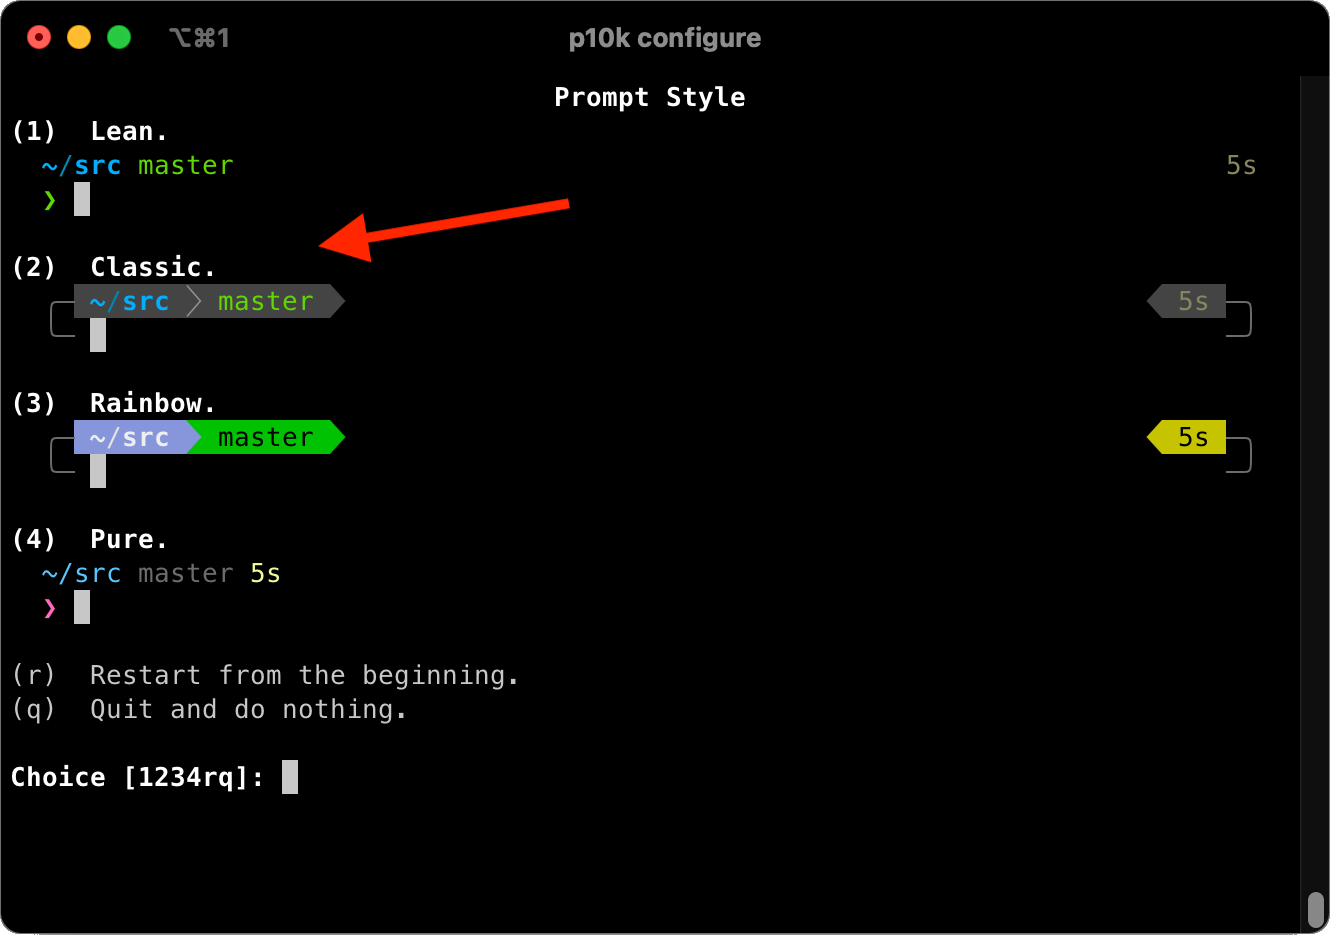 ⌥⌘1 p10k configure
Prompt Style
(1) Lean.
~/src master 5s
❯
(2) Classic.
~/src master 5s
(3) Rainbow.
~/src master 5s
(4) Pure.
~/src master 5s
❯
(r) Restart from the beginning.
(q) Quit and do nothing.
Choice [1234rq]: